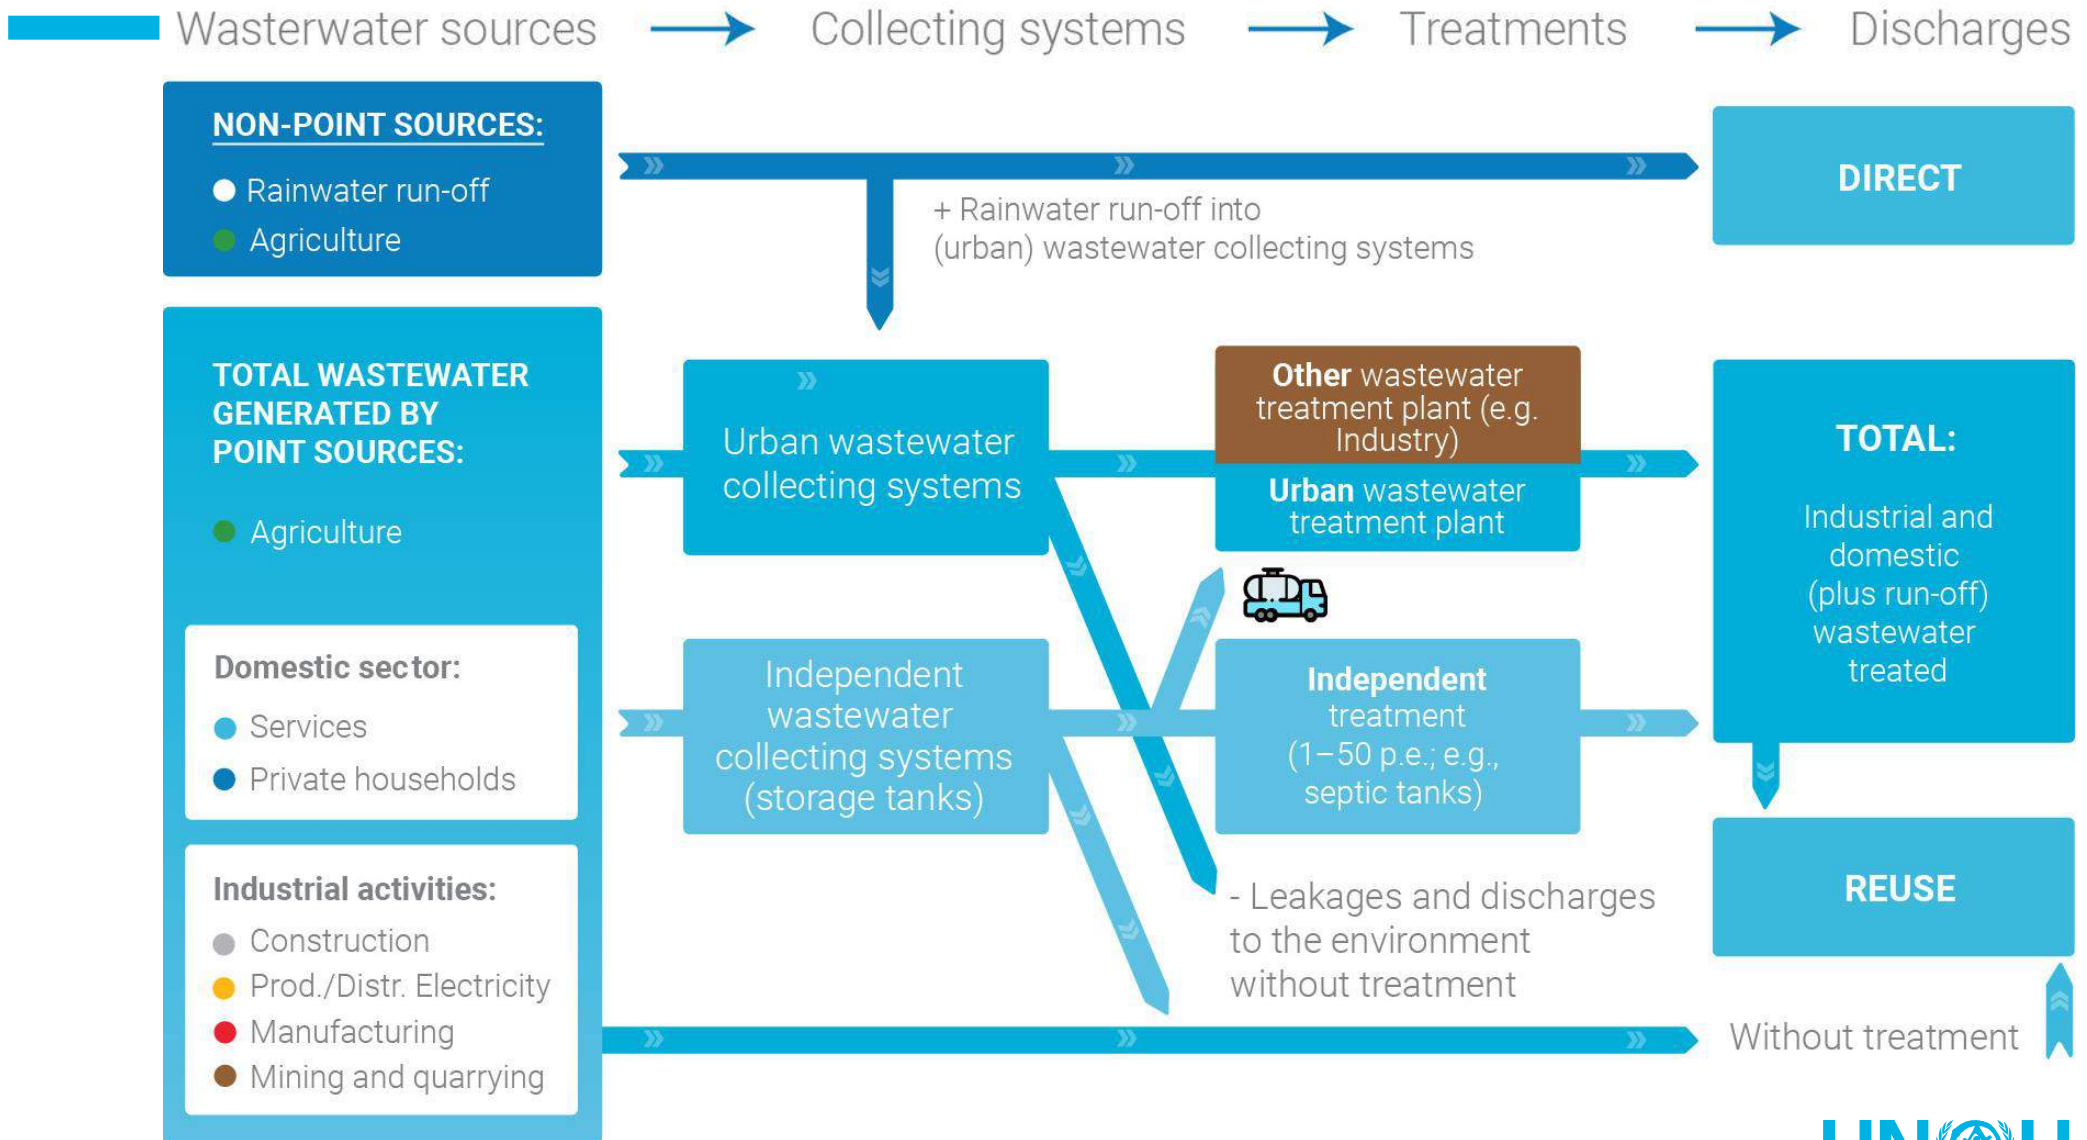 Wasterwater sources
Collecting systems
Treatments
Discharges
NON-POINT SOURCES:
Rainwater run-off
Agriculture
+ Rainwater run-off into
(urban) wastewater collecting systems
DIRECT
TOTAL WASTEWATER
GENERATED BY
POINT SOURCES:
Agriculture
Domestic sector:
Services
Private households
Industrial activities:
Construction
Prod./Distr. Electricity
Manufacturing
Mining and quarrying
Urban wastewater
collecting systems
Independent
wastewater
collecting systems
(storage tanks)
Other wastewater
treatment plant (e.g.
Industry)
Urban wastewater
treatment plant
Independent
treatment
(1–50 p.e.; e.g.,
septic tanks)
- Leakages and discharges
to the environment
without treatment
TOTAL:
Industrial and
domestic
(plus run-off)
wastewater
treated
REUSE
Without treatment